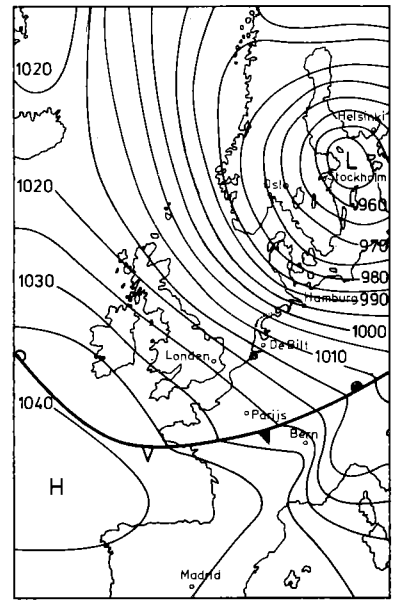 1020
Helsinki
L
Stockholm
1020
Oslo
960
970
1030
980
Hamburg 990
1000
De Bilt
Londen
1010
1040
Parijs
Bern
H
Madrid